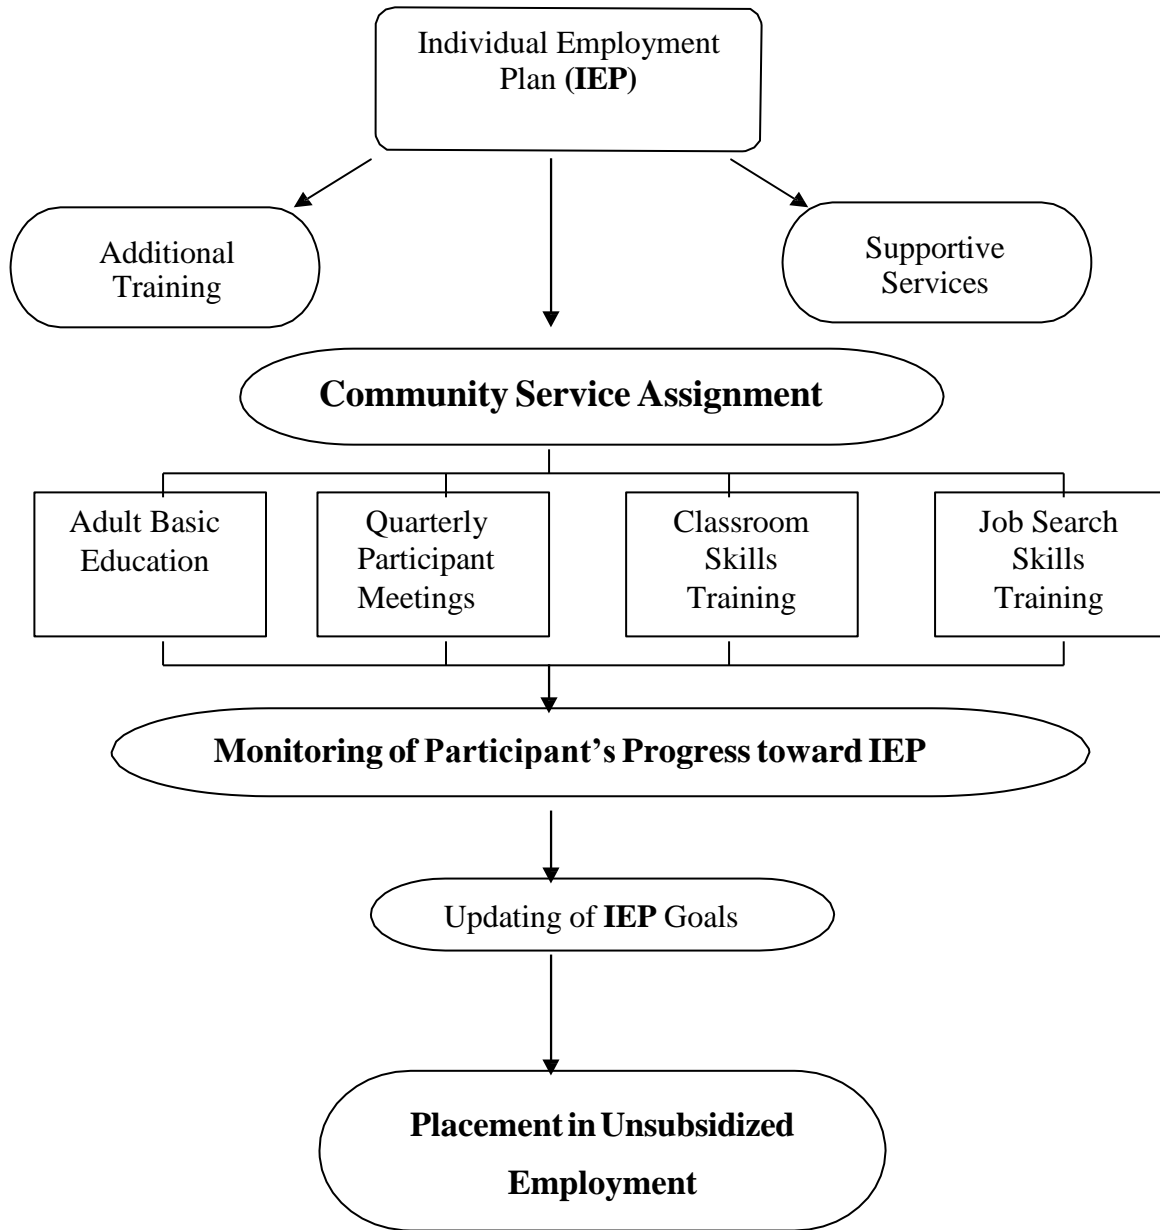 Individual Employment
Plan (IEP)
Additional
Training
Supportive
Services
Community Service Assignment
Adult Basic
Education
Quarterly
Participant
Meetings
Classroom
Skills
Training
Job Search
Skills
Training
Monitoring of Participant’s Progress toward IEP
Updating of IEP Goals
Placement in Unsubsidized
Employment